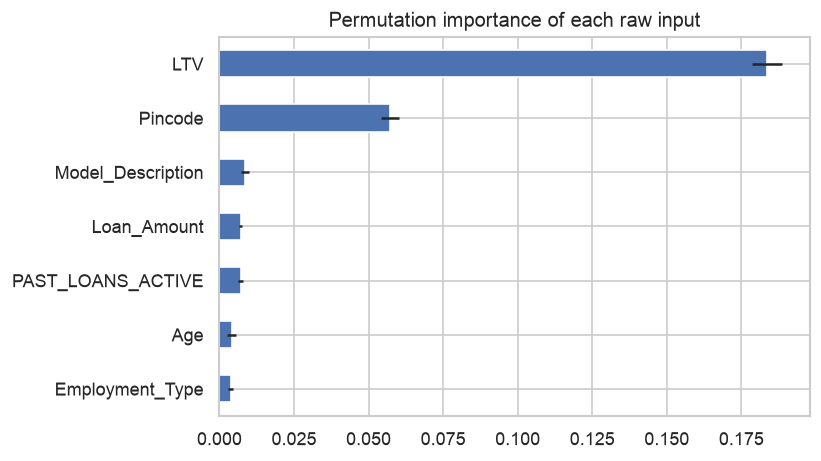 Permutation importance of each raw input
LTV
Pincode
Model_Description
Loan_Amount
PAST_LOANS_ACTIVE
Age
Employment_Type
0.000 0.025 0.050 0.075 0.100 0.125 0.150 0.175